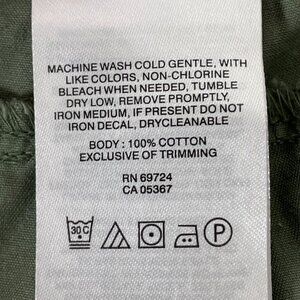 MACHINE WASH COLD GENTLE, WITH
LIKE COLORS, NON-CHLORINE
BLEACH WHEN NEEDED, TUMBLE
DRY LOW, REMOVE PROMPTLY,
IRON MEDIUM, IF PRESENT DO NOT
IRON DECAL, DRYCLEANABLE
BODY : 100% COTTON
EXCLUSIVE OF TRIMMING
RN 69724
CA 05367
30C P